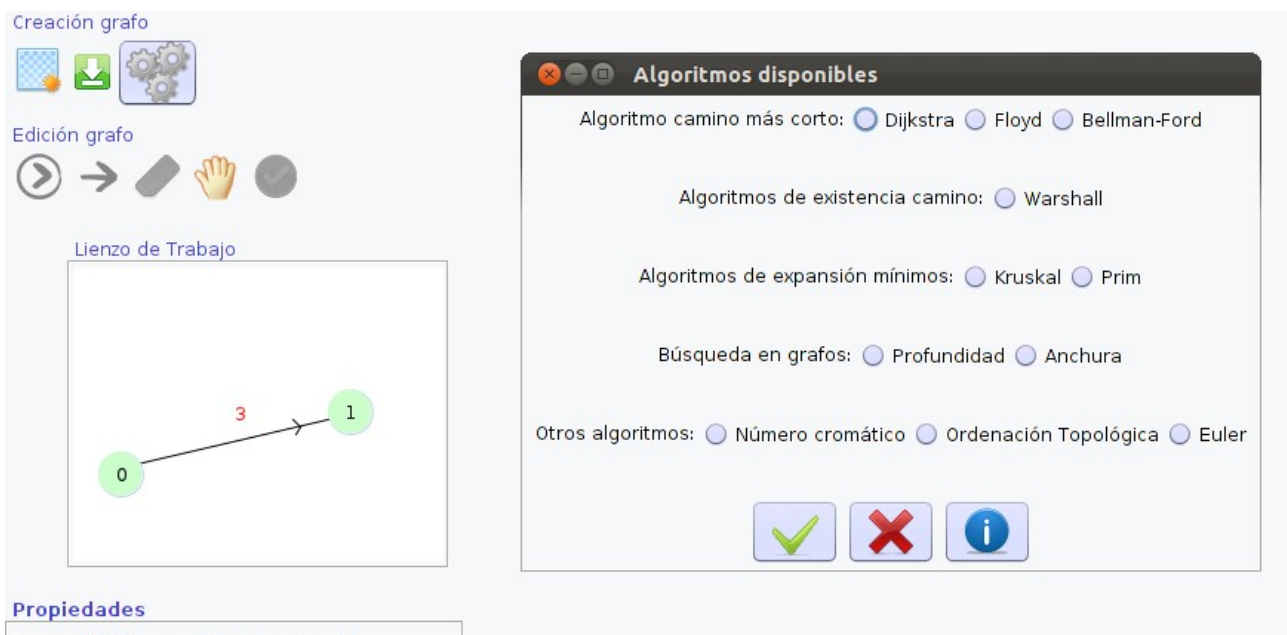 Creación grafo
Edición grafo
Lienzo de Trabajo
3
1
0
Propiedades
Algoritmos disponibles
Algoritmo camino más corto: Dijkstra Floyd Bellman-Ford
Algoritmos de existencia camino: Warshall
Algoritmos de expansión mínimos: Kruskal Prim
Búsqueda en grafos: Profundidad Anchura
Otros algoritmos: Número cromático Ordenación Topológica Euler